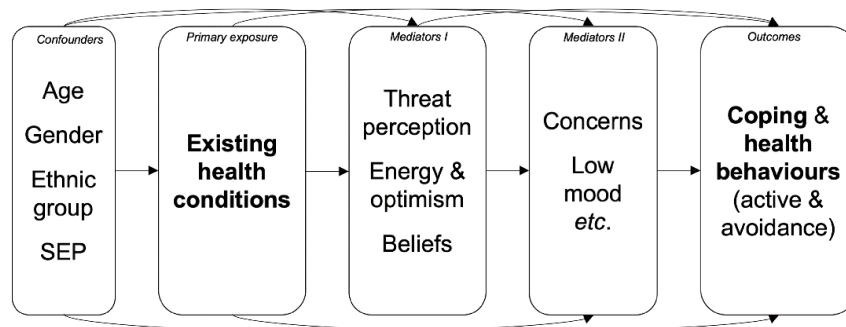 Confounders
Age
Gender
Ethnic
group
SEP
Primary exposure
Existing
health
conditions
Mediators I
Threat
perception
Energy &
optimism
Beliefs
Mediators II
Concerns
Low
mood
etc.
Outcomes
Coping &
health
behaviours
(active &
avoidance)